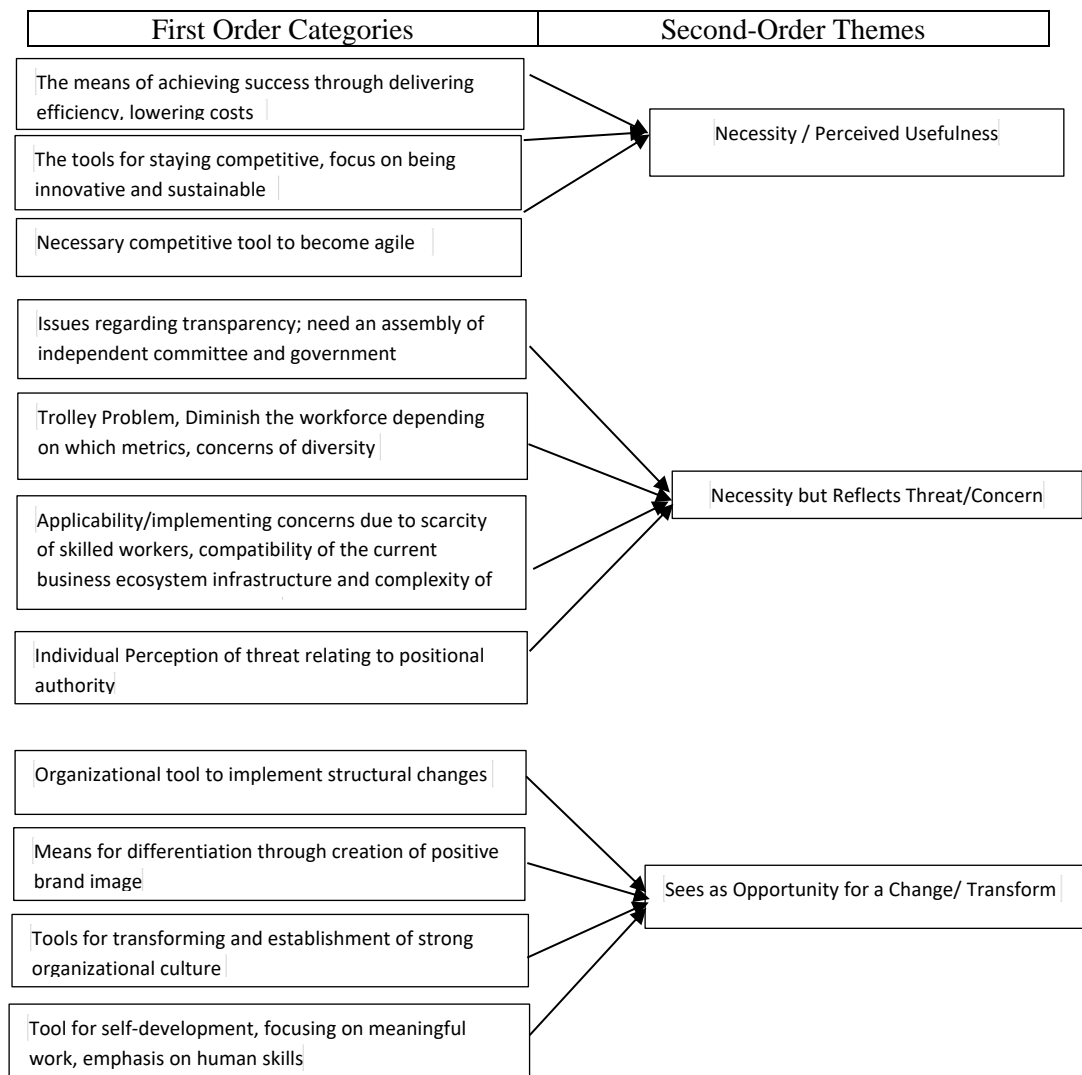 First Order Categories
Second-Order Themes
The means of achieving success through delivering
efficiency, lowering costs
The tools for staying competitive, focus on being
innovative and sustainable
Necessary competitive tool to become agile
Necessity / Perceived Usefulness
Issues regarding transparency; need an assembly of
independent committee and government
Trolley Problem, Diminish the workforce depending
on which metrics, concerns of diversity
Applicability/implementing concerns due to scarcity
of skilled workers, compatibility of the current
business ecosystem infrastructure and complexity of
Individual Perception of threat relating to positional
authority
Necessity but Reflects Threat/Concern
Organizational tool to implement structural changes
Means for differentiation through creation of positive
brand image
Tools for transforming and establishment of strong
organizational culture
Tool for self-development, focusing on meaningful
work, emphasis on human skills
Sees as Opportunity for a Change/ Transform